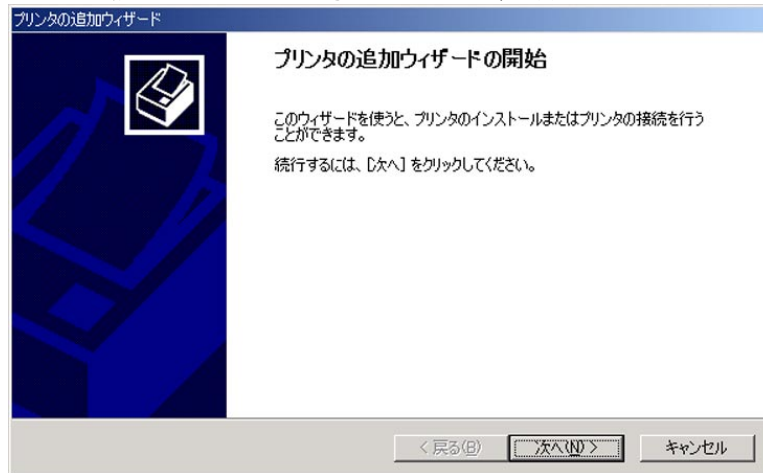 プリンタの追加ウィザード
プリンタの追加ウィザードの開始
このウィザードを使うと、プリンタのインストールまたはプリンタの接続を行う
ことができます。
続行するには、[次へ] をクリックしてください。
< 戻る(B)
次へ(N) >
キャンセル